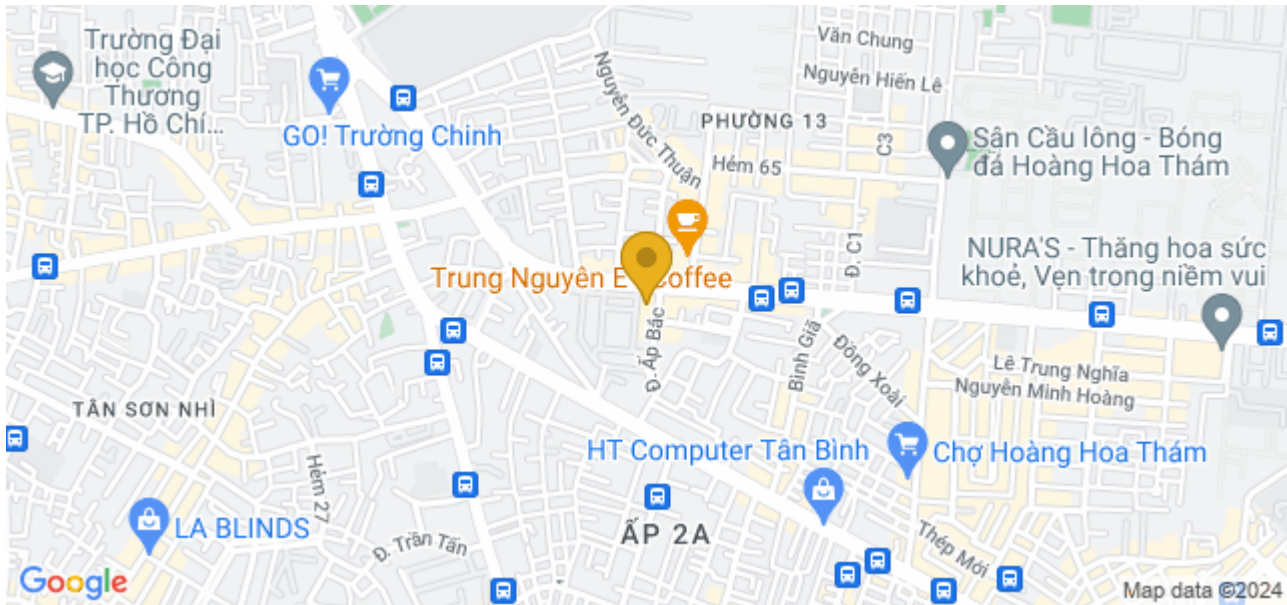 Trường Đại
học Công
Thương
TP. Hồ Chí...
GO! Trường Chinh
Nguyễn Đức Thuận
Văn Chung
Nguyễn Hiến Lê
PHƯỜNG 13
Hẻm 65
C3
Sân Cầu lông - Bóng
đá Hoàng Hoa Thám
Đ. C1
NURA'S - Thăng hoa sức
khoẻ, Vẹn trong niềm vui
Trung Nguyên E Coffee
Đ. Ấp Bắc
Bình Giã
Đồng Xoài
Lê Trung Nghĩa
Nguyễn Minh Hoàng
TÂN SƠN NHÌ
Hẻm 27
HT Computer Tân Bình
Chợ Hoàng Hoa Thám
LA BLINDS
Đ. Trần Tấn
ẤP 2A
Thép Mới
Google
Map data ©2024